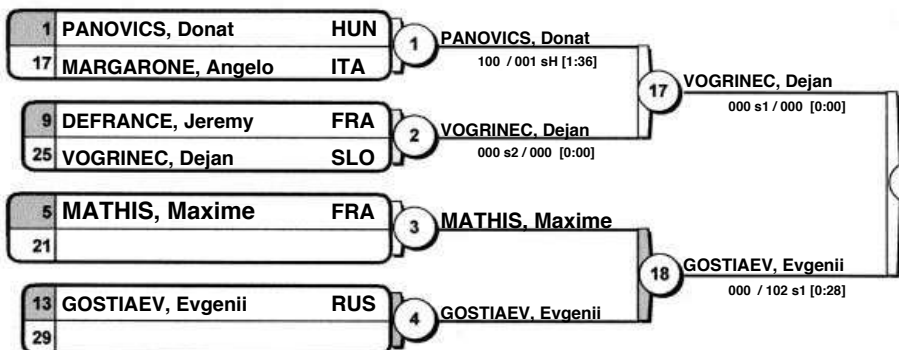 1 PANOVICS, Donat HUN
17 MARGARONE, Angelo ITA
1
PANOVICS, Donat
100 / 001 sH [1:36]
9 DEFRANCE, Jeremy FRA
25 VOGRINEC, Dejan SLO
2
VOGRINEC, Dejan
000 s2 / 000 [0:00]
17
VOGRINEC, Dejan
000 s1 / 000 [0:00]
5 MATHIS, Maxime FRA
21
3
MATHIS, Maxime
13 GOSTIAEV, Evgenii RUS
29
4
GOSTIAEV, Evgenii
18
GOSTIAEV, Evgenii
000 / 102 s1 [0:28]